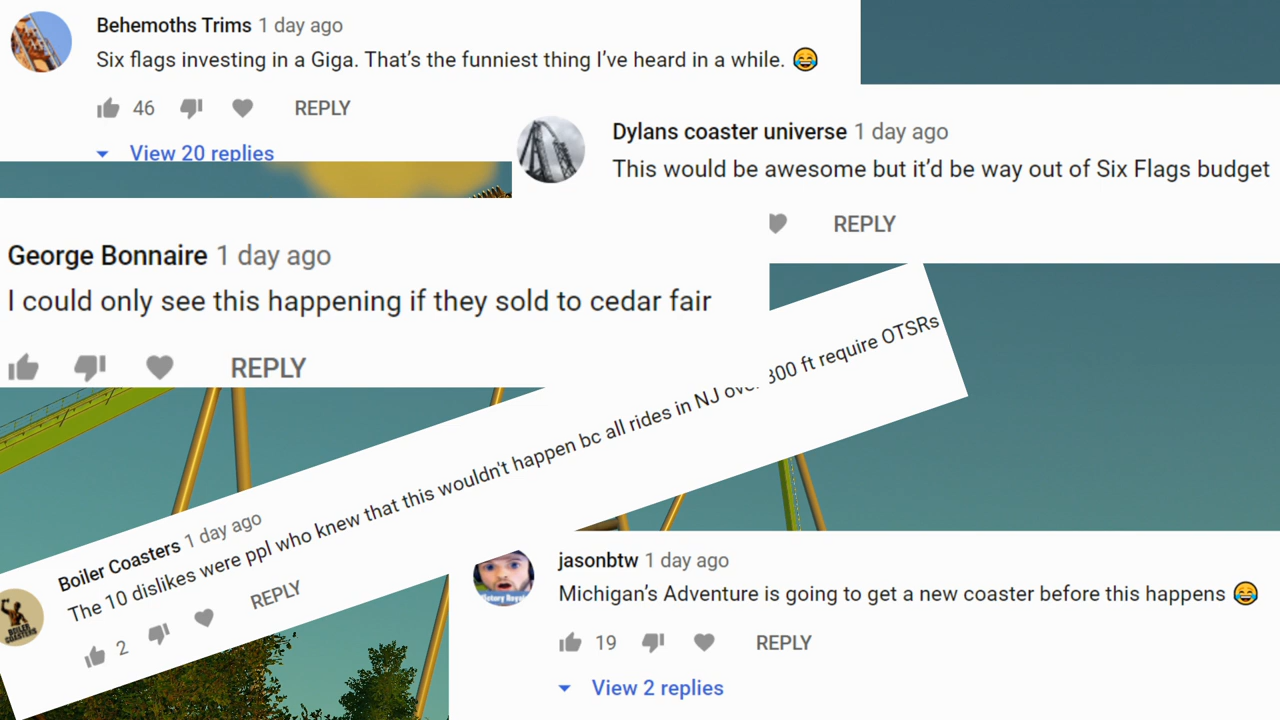 Behemoths Trims 1 day ago
Six flags investing in a Giga. That's the funniest thing I've heard in a while. 😂
46 REPLY
View 20 replies
Dylans coaster universe 1 day ago
This would be awesome but it'd be way out of Six Flags budget
REPLY
George Bonnaire 1 day ago
I could only see this happening if they sold to cedar fair
REPLY
Boiler Coasters 1 day ago
The 10 dislikes were ppl who knew that this wouldn't happen bc all rides in NJ over 300 ft require OTSRs
2 REPLY
BOILER
COASTERS
jasonbtw 1 day ago
Michigan's Adventure is going to get a new coaster before this happens 😂
19 REPLY
View 2 replies